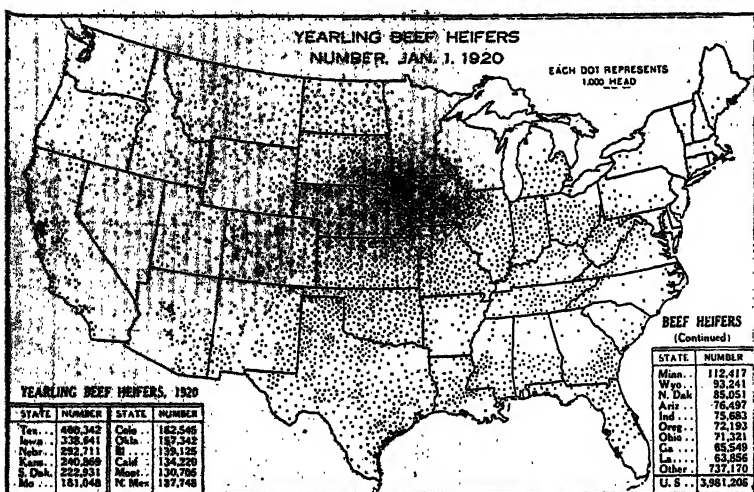 YEARLING BEEF HEIFERS
NUMBER, JAN. 1, 1920
EACH DOT REPRESENTS
1,000 HEAD
YEARLING BEEF HEIFERS, 1920
STATE NUMBER STATE NUMBER
Tex... 480,342 Colo 162,545
Iowa.. 338,641 Okla. 157,342
Nebr.. 292,711 Ill 139,125
Kans.. 240,869 Calif 134,220
S. Dak. 222,931 Mont.. 130,786
Mo... 181,048 N. Mex. 127,748
BEEF HEIFERS
(Continued)
STATE NUMBER
Minn.. 112,417
Wyo.. 93,241
N. Dak 85,051
Ariz.. 76,497
Ind... 75,683
Oreg.. 72,193
Ohio.. 71,321
Ga... 65,549
La... 63,856
Other 737,170
U. S.. 3,981,208